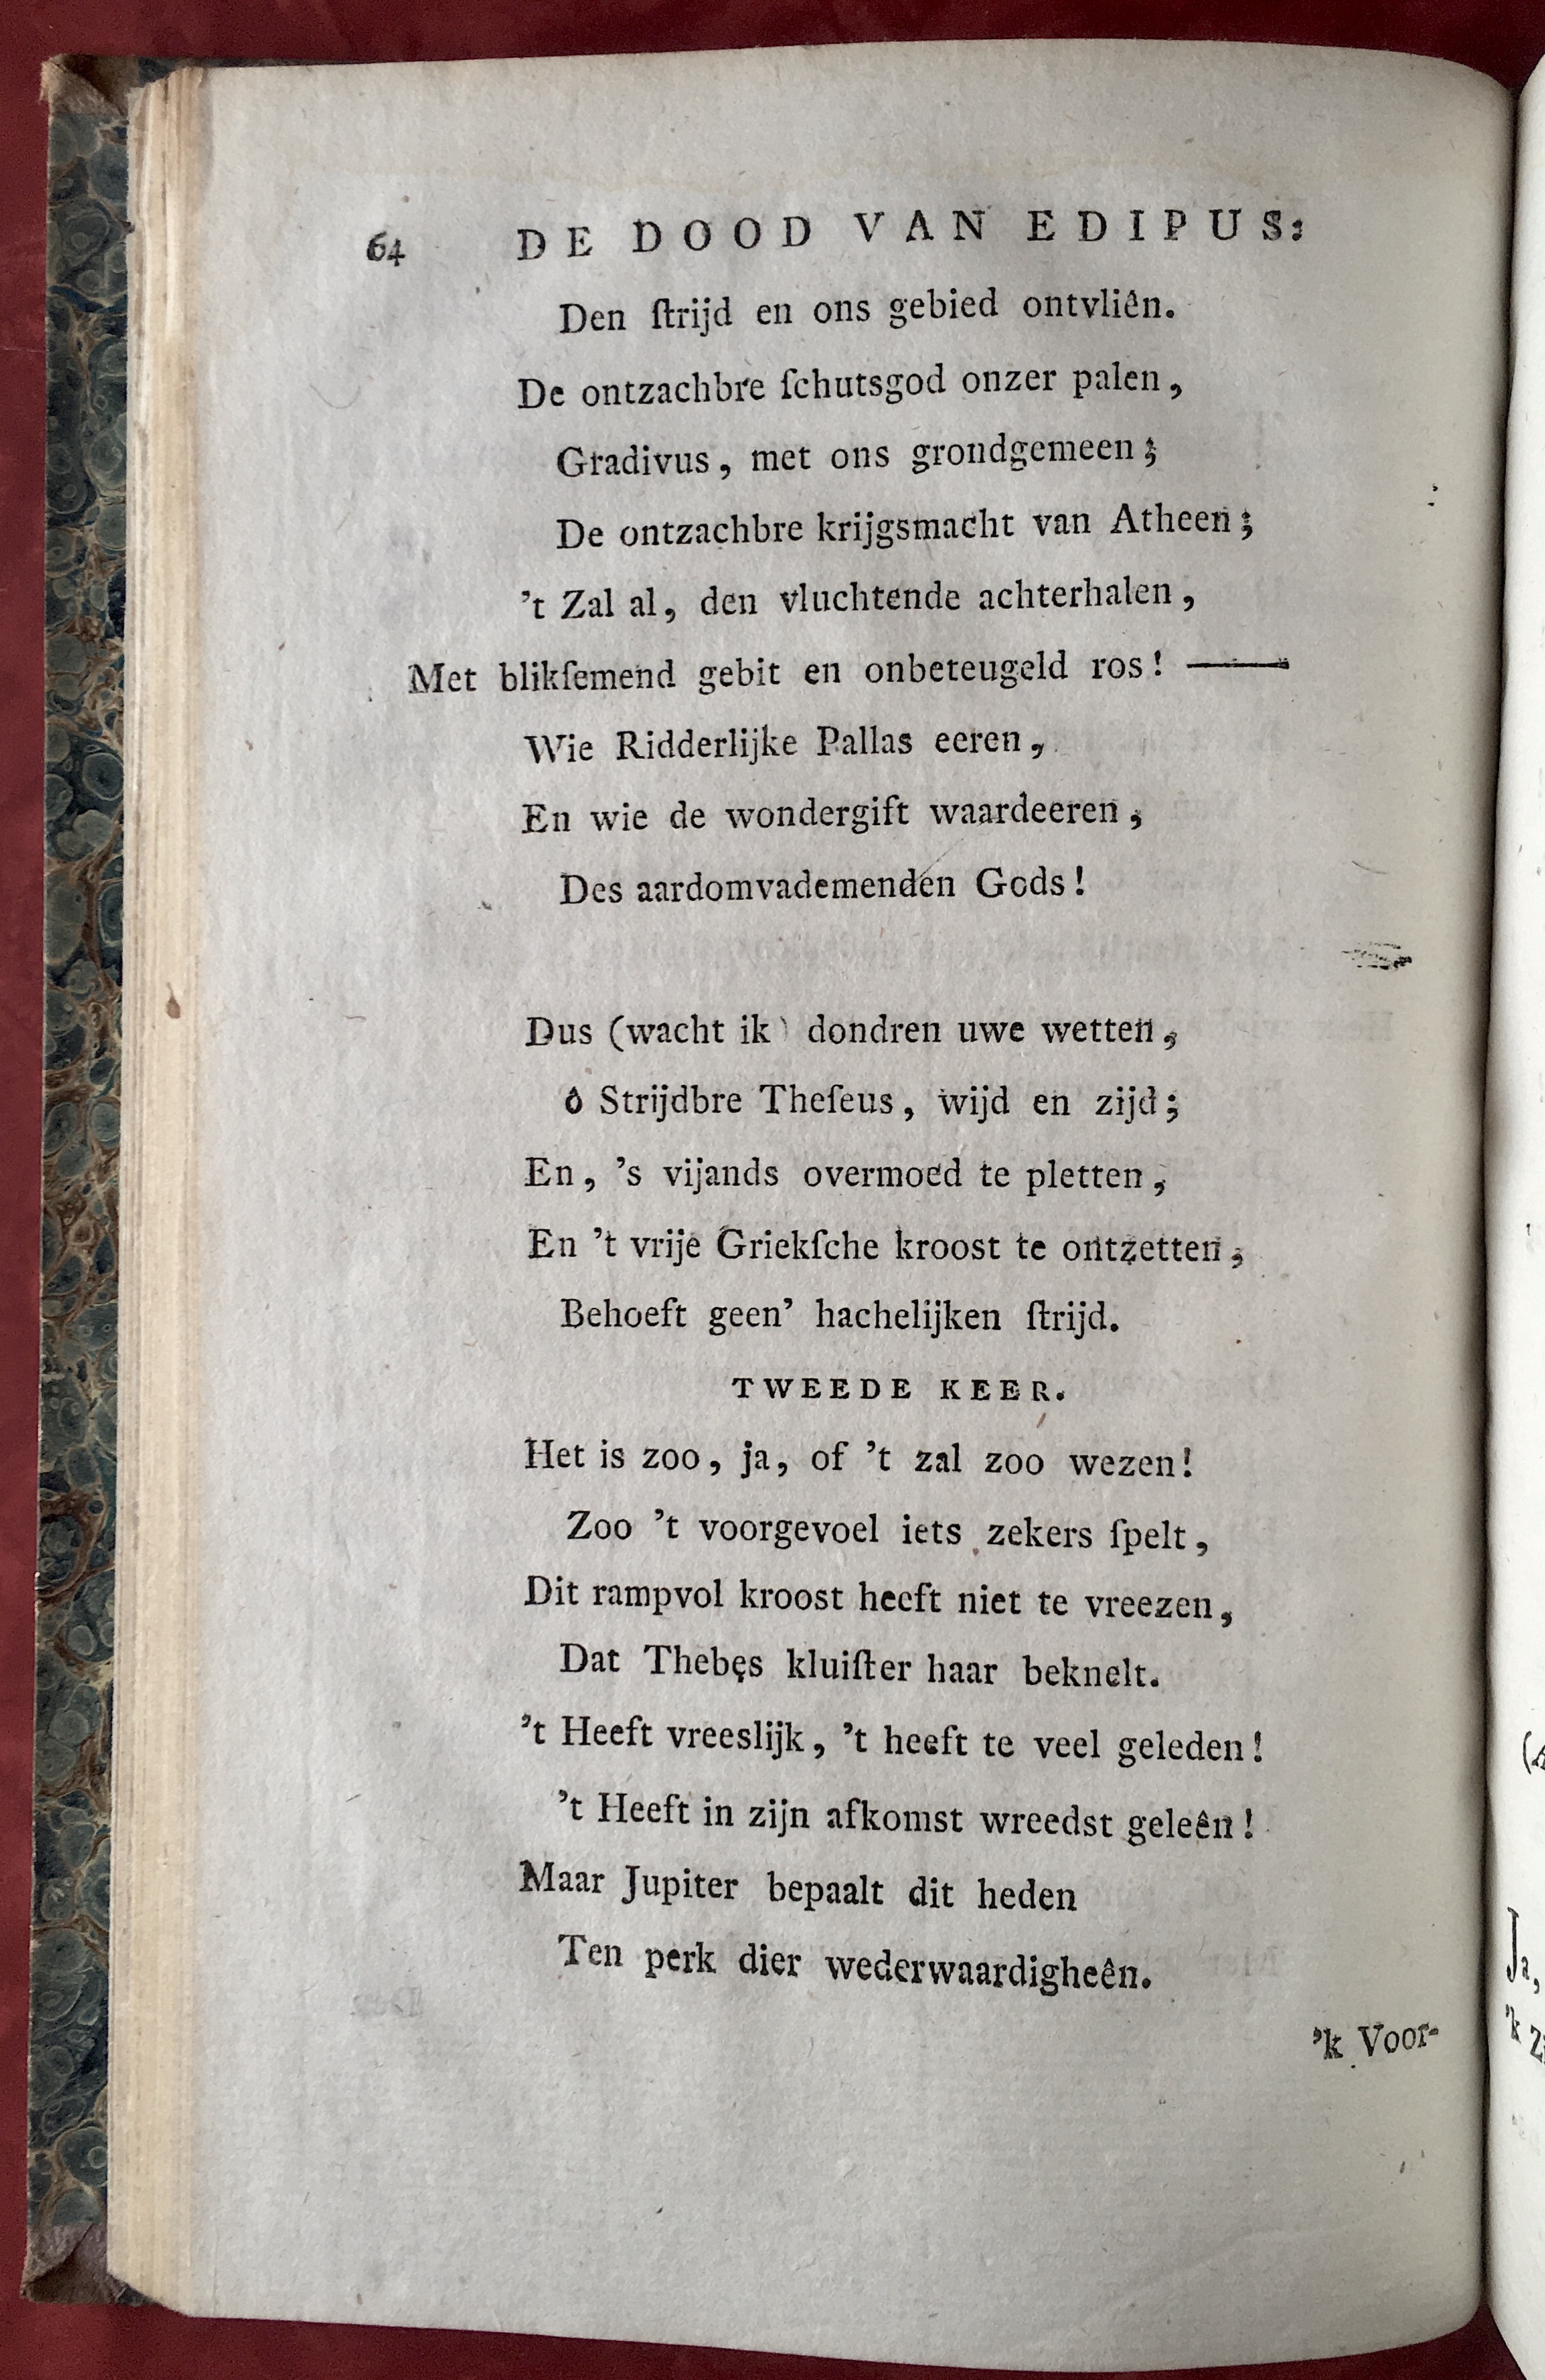 64 DE DOOD VAN EDIPUS:
Den ſtrijd en ons gebied ontvliên.
De ontzachbre ſchutsgod onzer palen,
Gradivus, met ons grondgemeen;
De ontzachbre krijgsmacht van Atheen;
't Zal al, den vluchtende achterhalen,
Met blikſemend gebit en onbeteugeld ros! —
Wie Ridderlijke Pallas eeren,
En wie de wondergift waardeeren,
Des aardomvademenden Gods!
Dus (wacht ik) dondren uwe wetten,
ô Strijdbre Theſeus, wijd en zijd;
En, 's vijands overmoed te pletten,
En 't vrije Griekſche kroost te ontzetten,
Behoeft geen' hachelijken ſtrijd.
TWEEDE KEER.
Het is zoo, ja, of 't zal zoo wezen!
Zoo 't voorgevoel iets zekers ſpelt,
Dit rampvol kroost heeft niet te vreezen,
Dat Thebes kluiſter haar beknelt.
't Heeft vreeslijk, 't heeft te veel geleden!
't Heeft in zijn afkomst wreedst geleên!
Maar Jupiter bepaalt dit heden
Ten perk dier wederwaardigheên.
'k Voor-